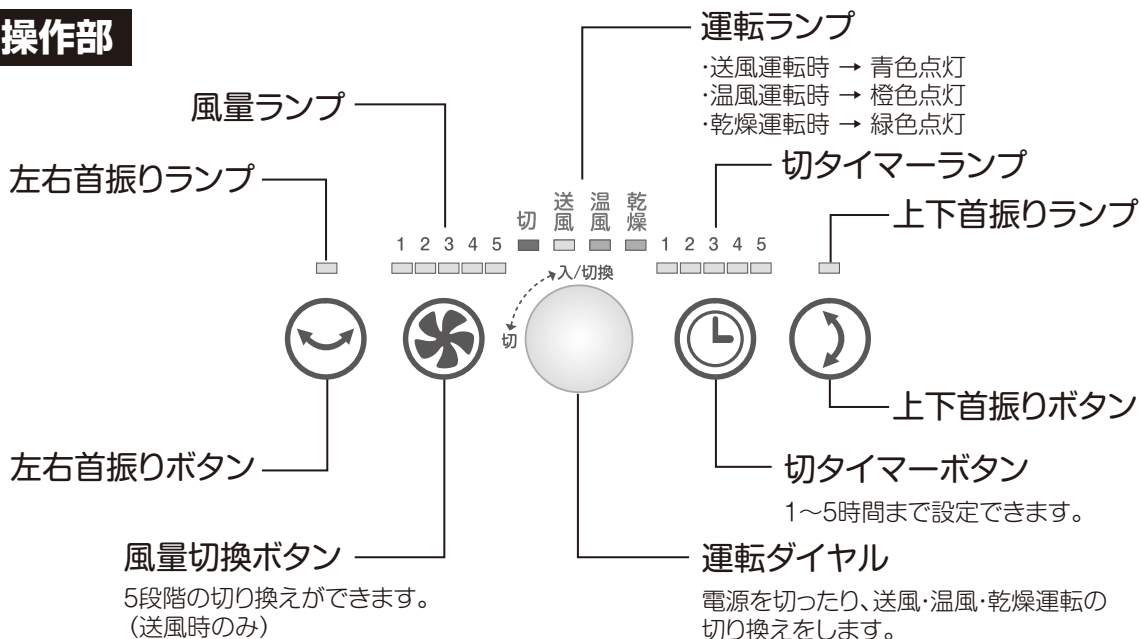 操作部
運転ランプ
・送風運転時 → 青色点灯
・温風運転時 → 橙色点灯
・乾燥運転時 → 緑色点灯
風量ランプ
切タイマーランプ
左右首振りランプ
上下首振りランプ
切 送風 温風 乾燥
1 2 3 4 5
1 2 3 4 5
入/切換
切
上下首振りボタン
左右首振りボタン
切タイマーボタン
1〜5時間まで設定できます。
風量切換ボタン
5段階の切り換えができます。
(送風時のみ)
運転ダイヤル
電源を切ったり、送風・温風・乾燥運転の
切り換えをします。